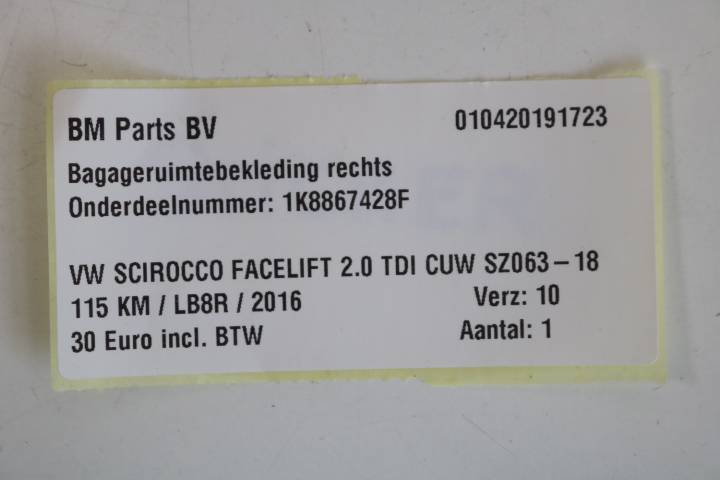 BM Parts BV 010420191723
Bagageruimtebekleding rechts
Onderdeelnummer: 1K8867428F
VW SCIROCCO FACELIFT 2.0 TDI CUW SZ063-18
115 KM / LB8R / 2016 Verz: 10
30 Euro incl. BTW Aantal: 1